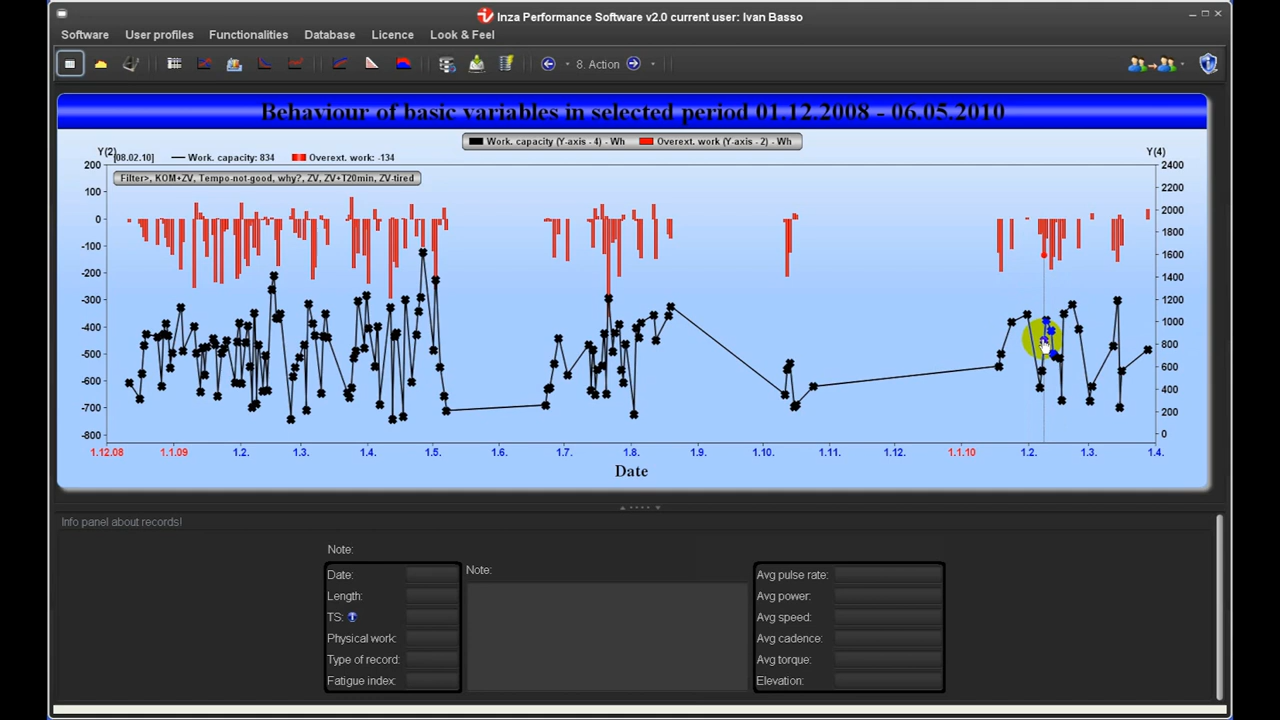 Inza Performance Software v2.0 current user: Ivan Basso
Software User profiles Functionalities Database Licence Look & Feel
8. Action
Behaviour of basic variables in selected period 01.12.2008 - 06.05.2010
Work. capacity (Y-axis - 4) - Wh Overext. work (Y-axis - 2) - Wh
Y(2) Y(4)
[08.02.10] Work. capacity: 834 Overext. work: -134
Filter>, KOM+ZV, Tempo-not-good, why?, ZV, ZV+T20min, ZV-tired
200
100
0
-100
-200
-300
-400
-500
-600
-700
-800
2400
2200
2000
1800
1600
1400
1200
1000
800
600
400
200
0
1.12.08 1.1.09 1.2. 1.3. 1.4. 1.5. 1.6. 1.7. 1.8. 1.9. 1.10. 1.11. 1.12. 1.1.10 1.2. 1.3. 1.4.
Date
Info panel about records!
Note:
Date:
Length:
TS:
Physical work:
Type of record:
Fatigue index:
Note:
Avg pulse rate:
Avg power:
Avg speed:
Avg cadence:
Avg torque:
Elevation: